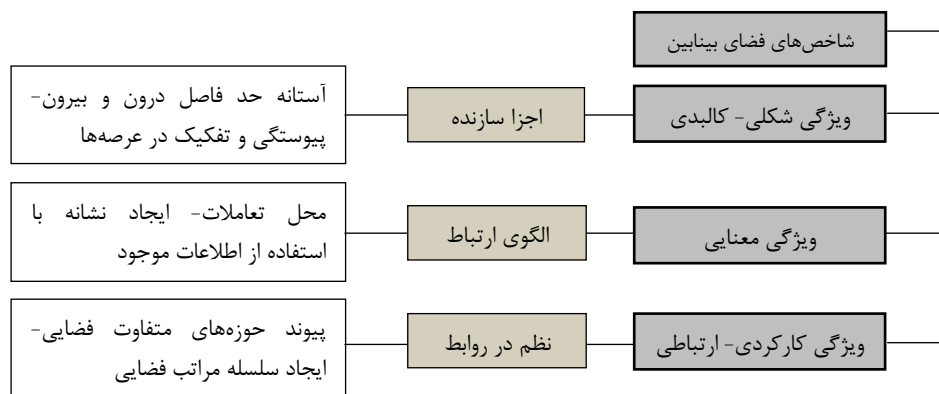 شاخص‌های فضای بینابین
ویژگی شکلی- کالبدی
اجزا سازنده
آستانه حد فاصل درون و بیرون-
پیوستگی و تفکیک در عرصه‌ها
ویژگی معنایی
الگوی ارتباط
محل تعاملات- ایجاد نشانه با
استفاده از اطلاعات موجود
ویژگی کارکردی- ارتباطی
نظم در روابط
پیوند حوزه‌های متفاوت فضایی-
ایجاد سلسله مراتب فضایی